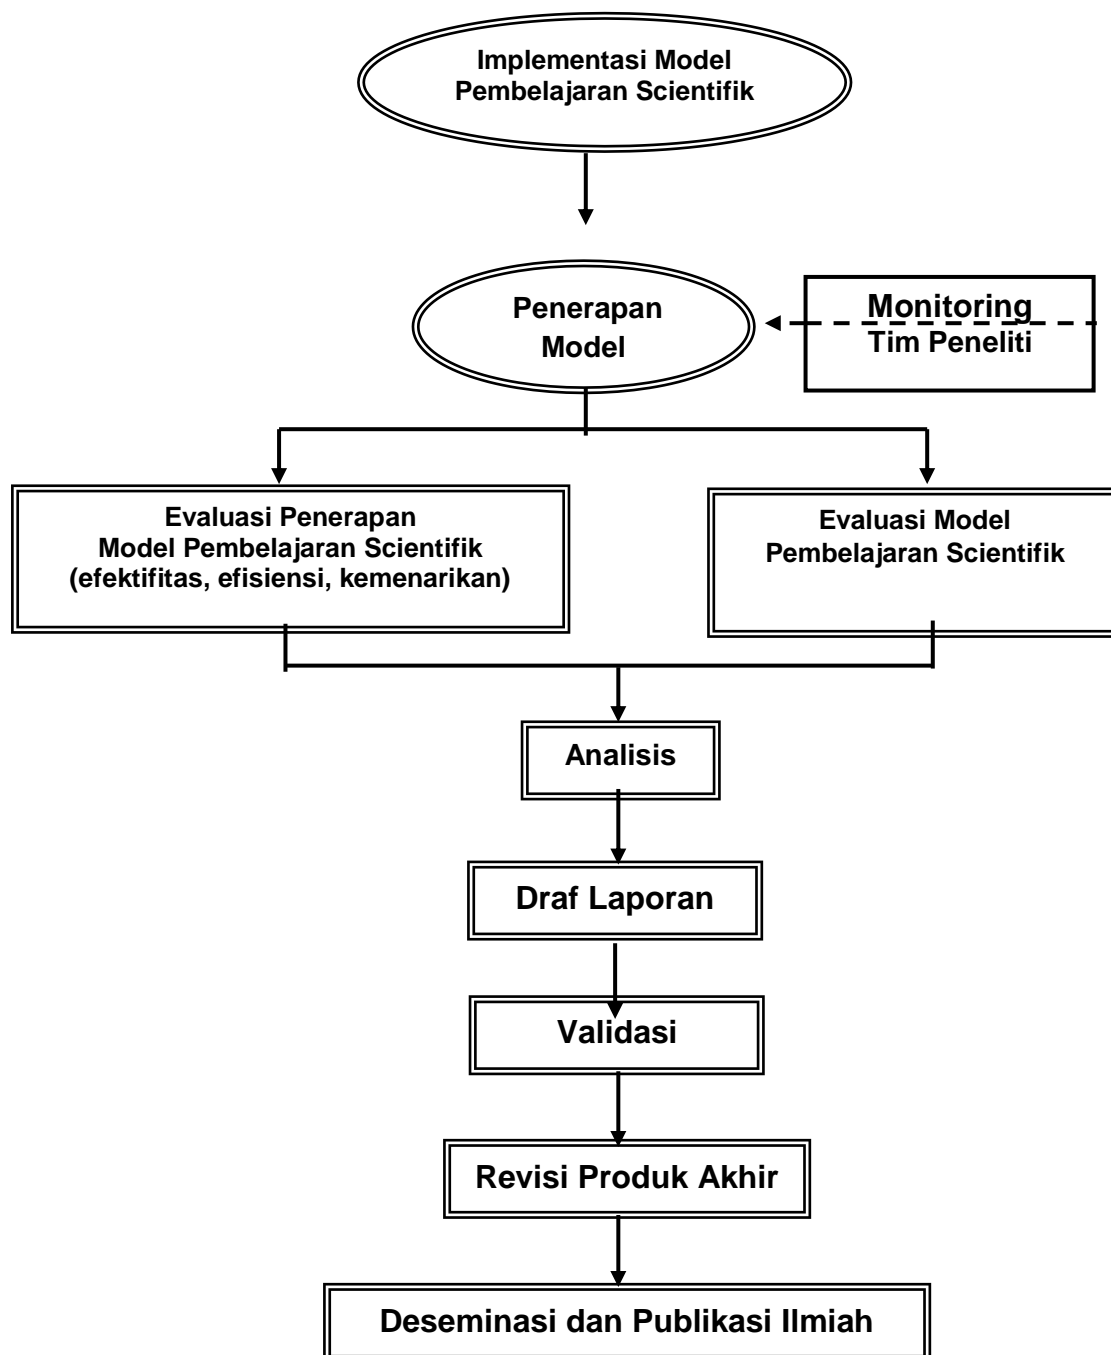 Implementasi Model
Pembelajaran Scientifik
Penerapan
Model
Monitoring
Tim Peneliti
Evaluasi Penerapan
Model Pembelajaran Scientifik
(efektifitas, efisiensi, kemenarikan)
Evaluasi Model
Pembelajaran Scientifik
Analisis
Draf Laporan
Validasi
Revisi Produk Akhir
Deseminasi dan Publikasi Ilmiah